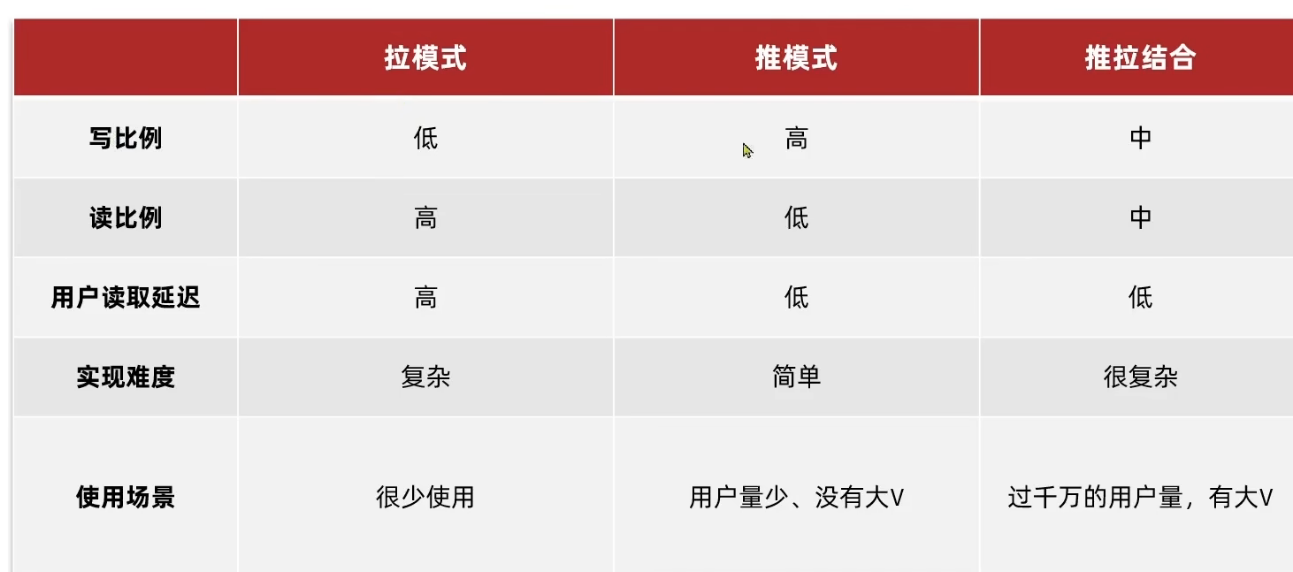 拉模式 推模式 推拉结合
写比例 低 高 中
读比例 高 低 中
用户读取延迟 高 低 低
实现难度 复杂 简单 很复杂
使用场景 很少使用 用户量少、没有大V 过千万的用户量，有大V